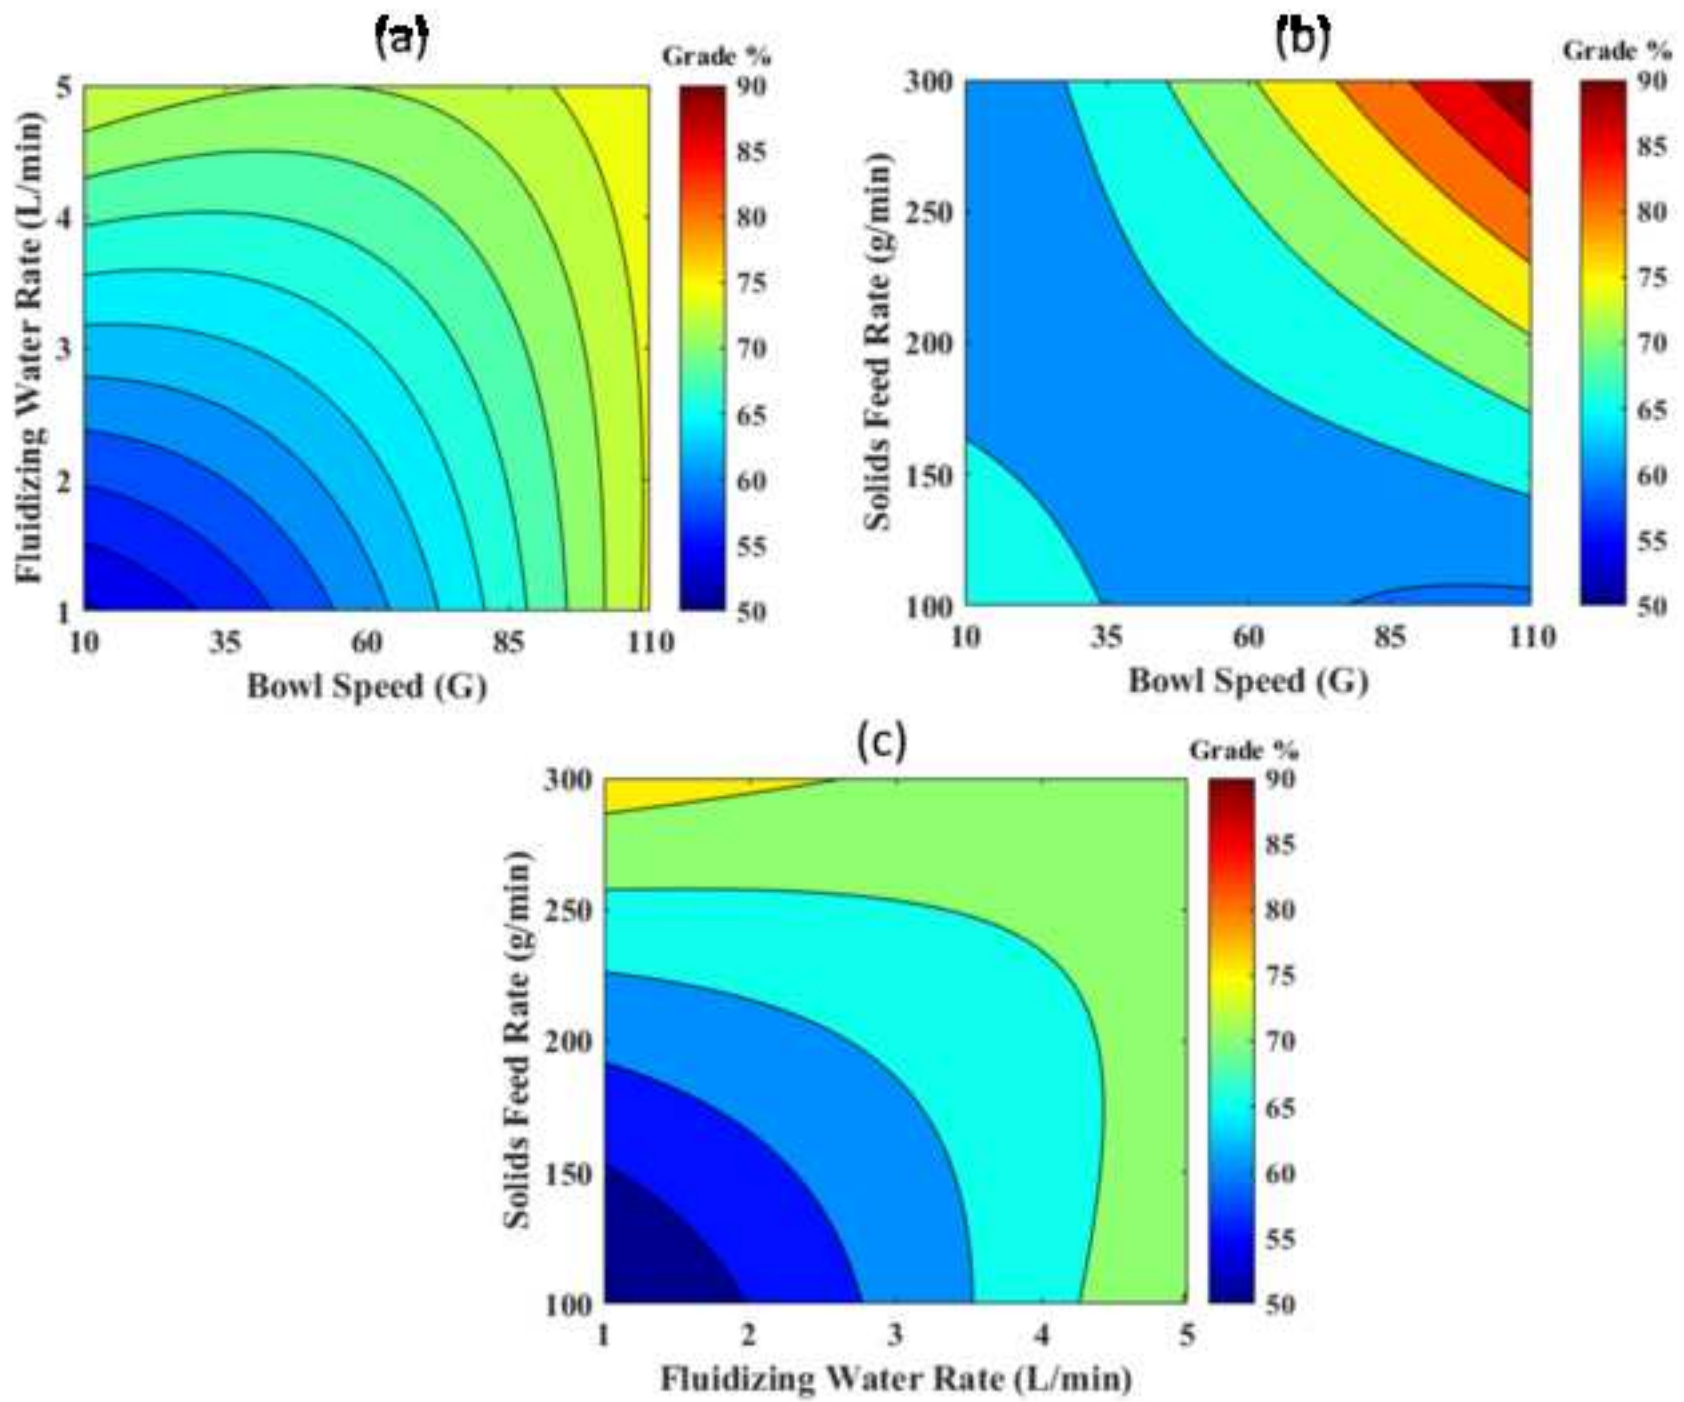 (a)
Grade %
Fluidizing Water Rate (L/min)
5
4
3
2
1
10 35 60 85 110
Bowl Speed (G)
90
85
80
75
70
65
60
55
50
(b)
Grade %
Solids Feed Rate (g/min)
300
250
200
150
100
10 35 60 85 110
Bowl Speed (G)
90
85
80
75
70
65
60
55
50
(c)
Grade %
Solids Feed Rate (g/min)
300
250
200
150
100
1 2 3 4 5
Fluidizing Water Rate (L/min)
90
85
80
75
70
65
60
55
50